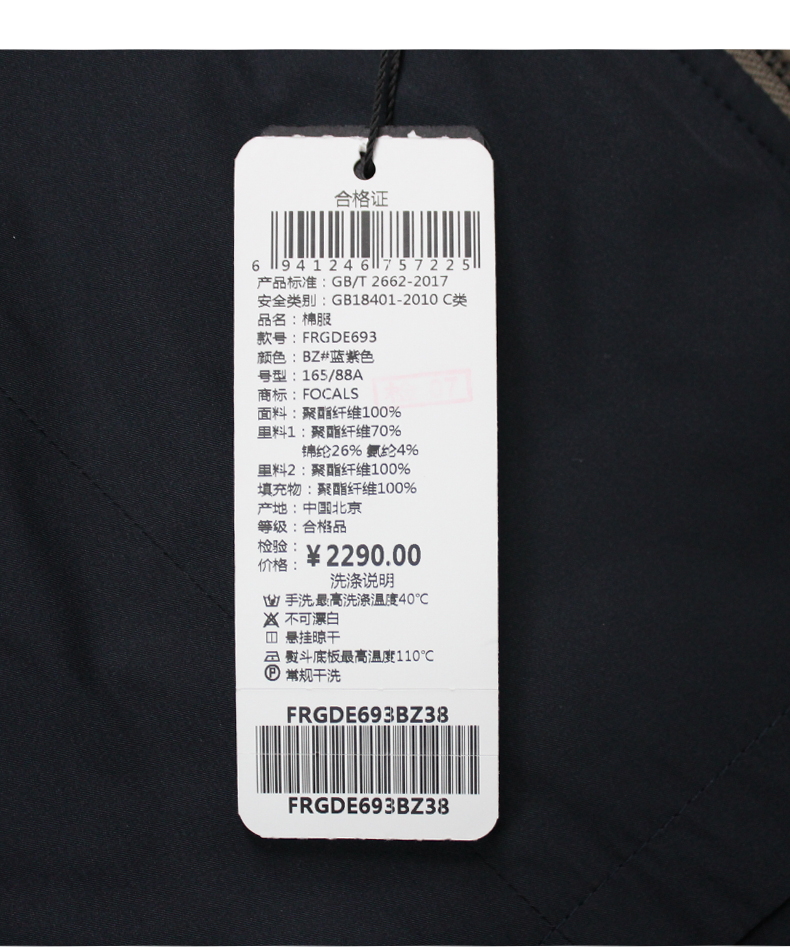 合格证
6 941246 757225
产品标准：GB/T 2662-2017
安全类别：GB18401-2010 C类
品名：棉服
款号：FRGDE693
颜色：BZ#蓝紫色
号型：165/88A
商标：FOCALS
面料：聚酯纤维100%
里料1：聚酯纤维70%
锦纶26% 氨纶4%
里料2：聚酯纤维100%
填充物：聚酯纤维100%
产地：中国北京
等级：合格品
检验：
价格：¥2290.00
洗涤说明
手洗,最高洗涤温度40℃
不可漂白
悬挂晾干
熨斗底板最高温度110℃
P 常规干洗
FRGDE693BZ38
FRGDE693BZ38